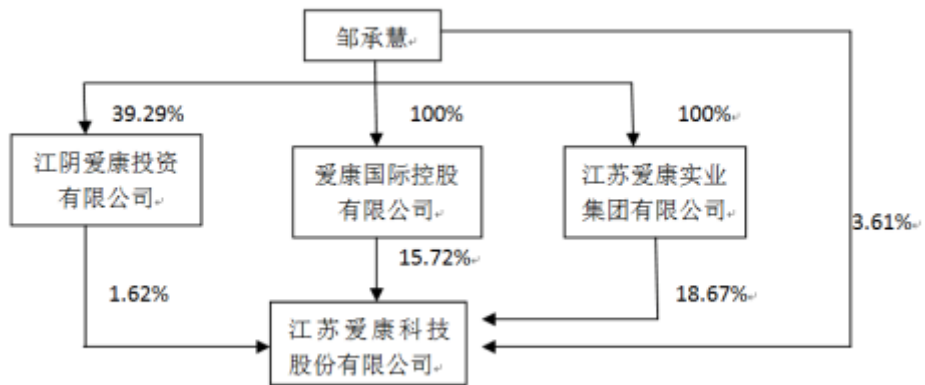 邹承慧
39.29%
100%
100%
江阴爱康投资
有限公司
爱康国际控股
有限公司
江苏爱康实业
集团有限公司
3.61%
15.72%
1.62%
18.67%
江苏爱康科技
股份有限公司